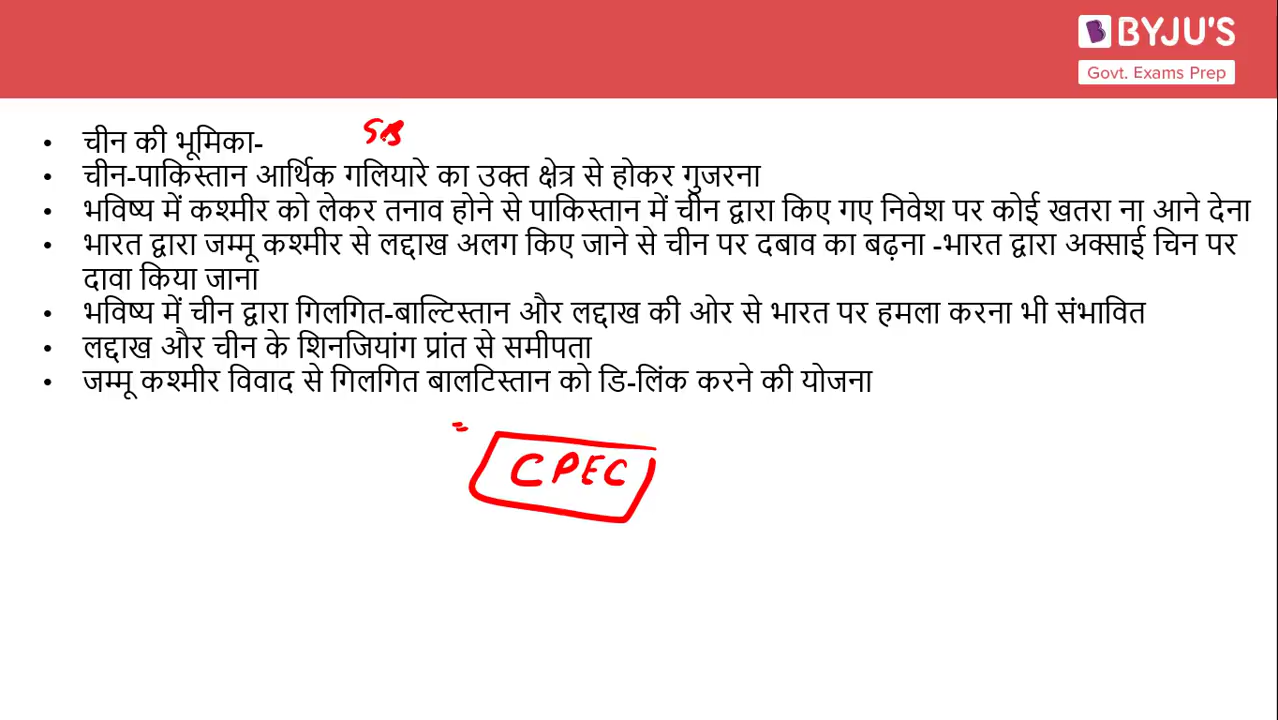 BYJU'S
Govt. Exams Prep
• चीन की भूमिका-
• चीन-पाकिस्तान आर्थिक गलियारे का उक्त क्षेत्र से होकर गुजरना
• भविष्य में कश्मीर को लेकर तनाव होने से पाकिस्तान में चीन द्वारा किए गए निवेश पर कोई खतरा ना आने देना
• भारत द्वारा जम्मू कश्मीर से लद्दाख अलग किए जाने से चीन पर दबाव का बढ़ना -भारत द्वारा अक्साई चिन पर
दावा किया जाना
• भविष्य में चीन द्वारा गिलगित-बाल्टिस्तान और लद्दाख की ओर से भारत पर हमला करना भी संभावित
• लद्दाख और चीन के शिनजियांग प्रांत से समीपता
• जम्मू कश्मीर विवाद से गिलगित बालटिस्तान को डि-लिंक करने की योजना
CPEC